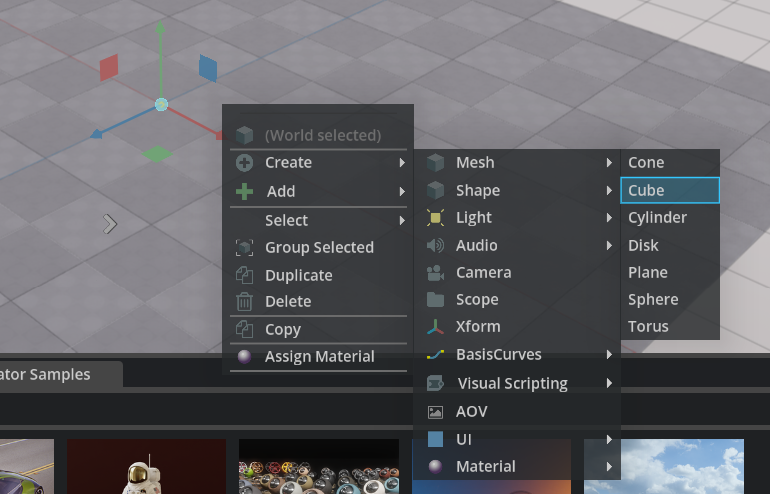 (World selected)
Create
Add
Select
Group Selected
Duplicate
Delete
Copy
Assign Material
Mesh
Shape
Light
Audio
Camera
Scope
Xform
BasisCurves
Visual Scripting
AOV
UI
Material
Cone
Cube
Cylinder
Disk
Plane
Sphere
Torus
ator Samples